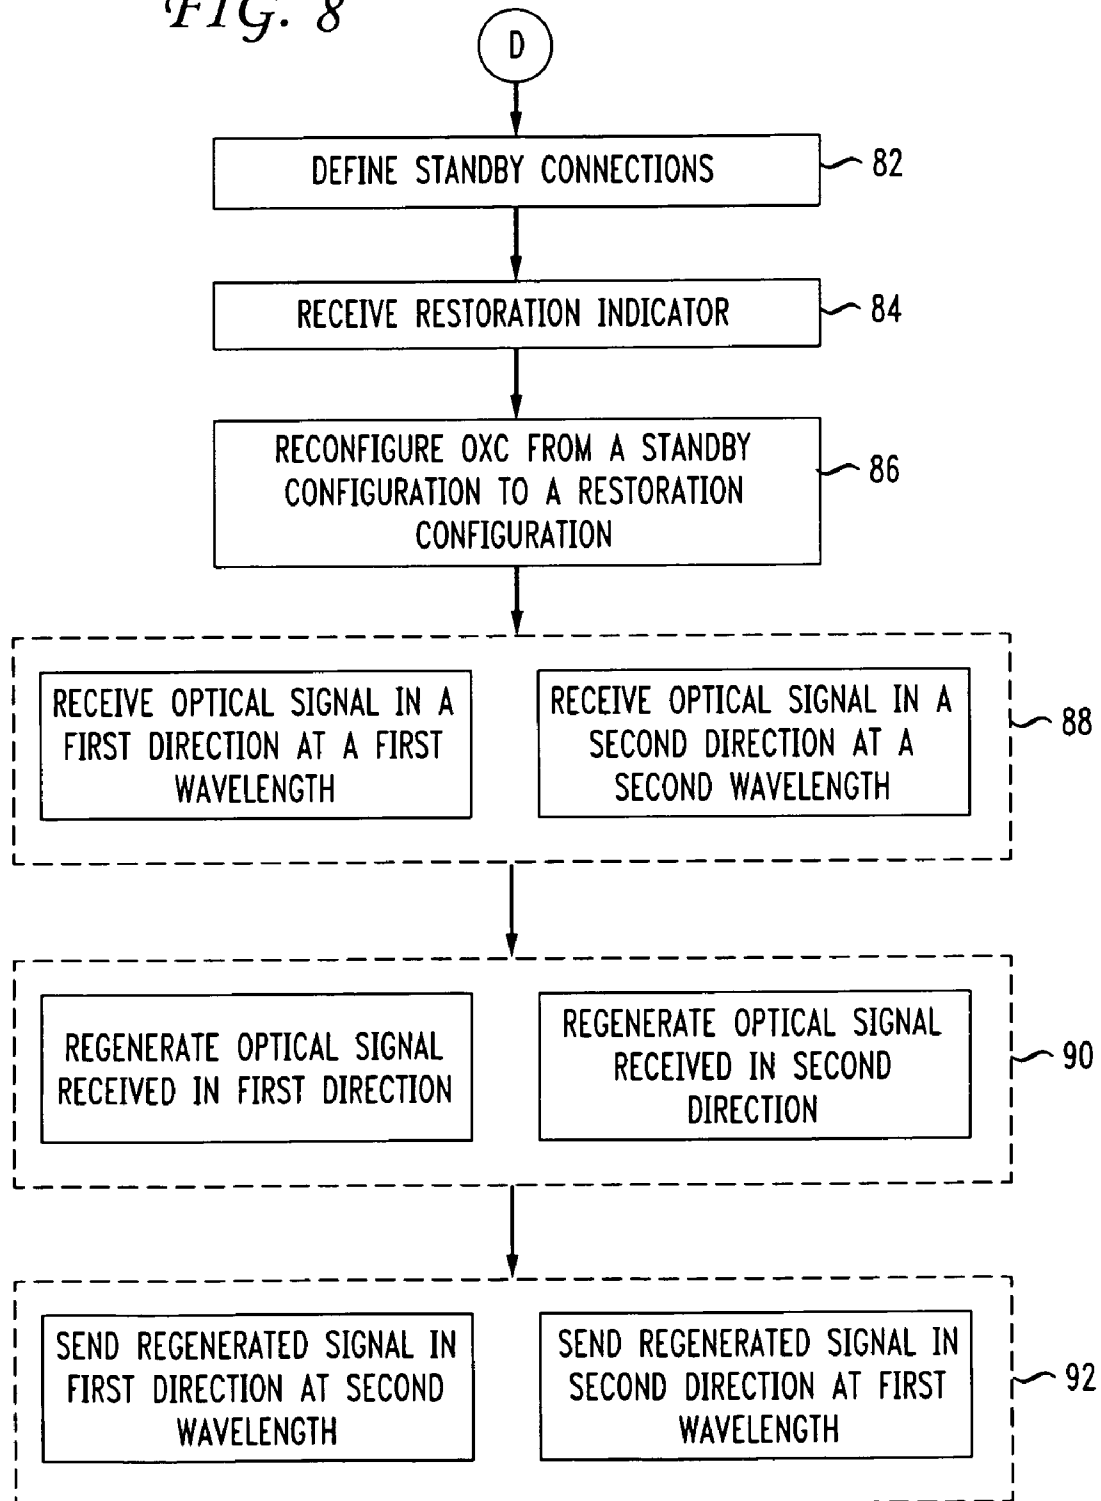 FIG. 8
D
DEFINE STANDBY CONNECTIONS
82
RECEIVE RESTORATION INDICATOR
84
RECONFIGURE OXC FROM A STANDBY
CONFIGURATION TO A RESTORATION
CONFIGURATION
86
RECEIVE OPTICAL SIGNAL IN A
FIRST DIRECTION AT A FIRST
WAVELENGTH
RECEIVE OPTICAL SIGNAL IN A
SECOND DIRECTION AT A
SECOND WAVELENGTH
88
REGENERATE OPTICAL SIGNAL
RECEIVED IN FIRST DIRECTION
REGENERATE OPTICAL SIGNAL
RECEIVED IN SECOND
DIRECTION
90
SEND REGENERATED SIGNAL IN
FIRST DIRECTION AT SECOND
WAVELENGTH
SEND REGENERATED SIGNAL IN
SECOND DIRECTION AT FIRST
WAVELENGTH
92